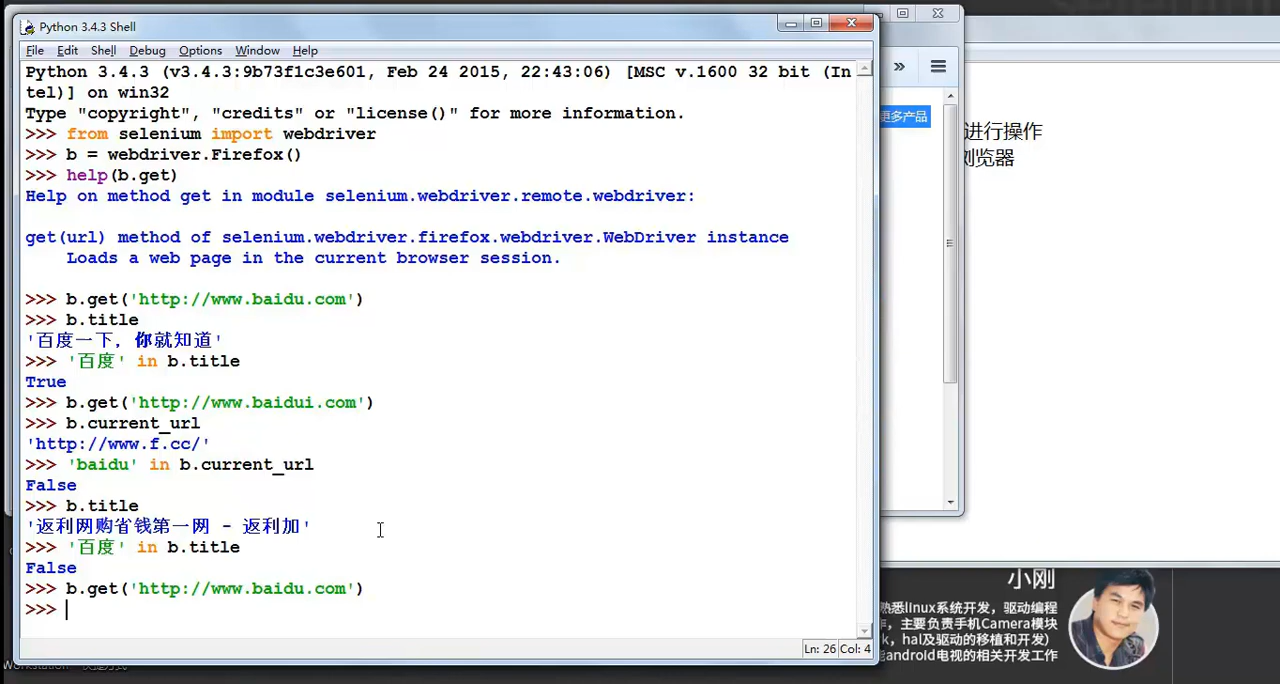 Python 3.4.3 Shell
File Edit Shell Debug Options Window Help
Python 3.4.3 (v3.4.3:9b73f1c3e601, Feb 24 2015, 22:43:06) [MSC v.1600 32 bit (In
tel)] on win32
Type "copyright", "credits" or "license()" for more information.
>>> from selenium import webdriver
>>> b = webdriver.Firefox()
>>> help(b.get)
Help on method get in module selenium.webdriver.remote.webdriver:
get(url) method of selenium.webdriver.firefox.webdriver.WebDriver instance
Loads a web page in the current browser session.
>>> b.get('http://www.baidu.com')
>>> b.title
'百度一下，你就知道'
>>> '百度' in b.title
True
>>> b.get('http://www.baidui.com')
>>> b.current_url
'http://www.f.cc/'
>>> 'baidu' in b.current_url
False
>>> b.title
'返利网购省钱第一网 - 返利加'
>>> '百度' in b.title
False
>>> b.get('http://www.baidu.com')
>>>
Ln: 26 Col: 4
更多产品
进行操作
浏览器
小刚
熟悉linux系统开发，驱动编程
，主要负责手机Camera模块
k，hal及驱动的移植和开发）
android电视的相关开发工作